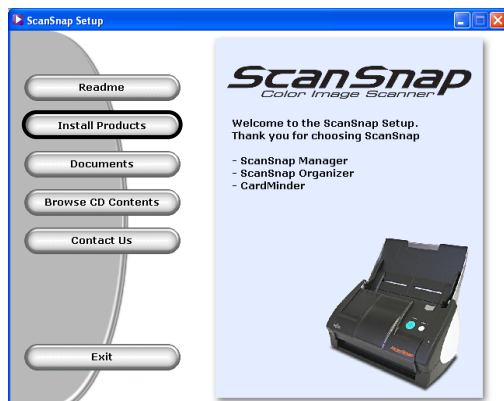 ScanSnap Setup
Readme
Install Products
Documents
Browse CD Contents
Contact Us
Exit
ScanSnap
Color Image Scanner
Welcome to the ScanSnap Setup.
Thank you for choosing ScanSnap
- ScanSnap Manager
- ScanSnap Organizer
- CardMinder
ScanSnap